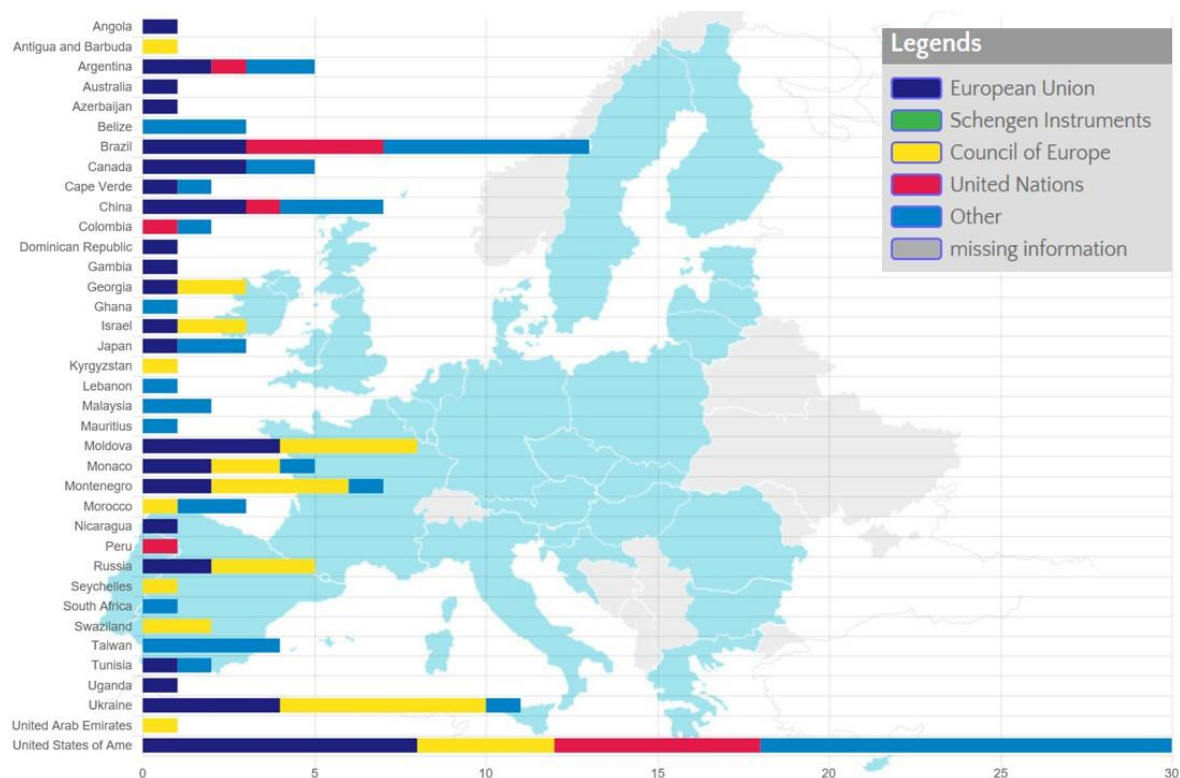 Angola
Antigua and Barbuda
Argentina
Australia
Azerbaijan
Belize
Brazil
Canada
Cape Verde
China
Colombia
Dominican Republic
Gambia
Georgia
Ghana
Israel
Japan
Kyrgyzstan
Lebanon
Malaysia
Mauritius
Moldova
Monaco
Montenegro
Morocco
Nicaragua
Peru
Russia
Seychelles
South Africa
Swaziland
Taiwan
Tunisia
Uganda
Ukraine
United Arab Emirates
United States of Ame
0 5 10 15 20 25 30
Legends
European Union
Schengen Instruments
Council of Europe
United Nations
Other
missing information